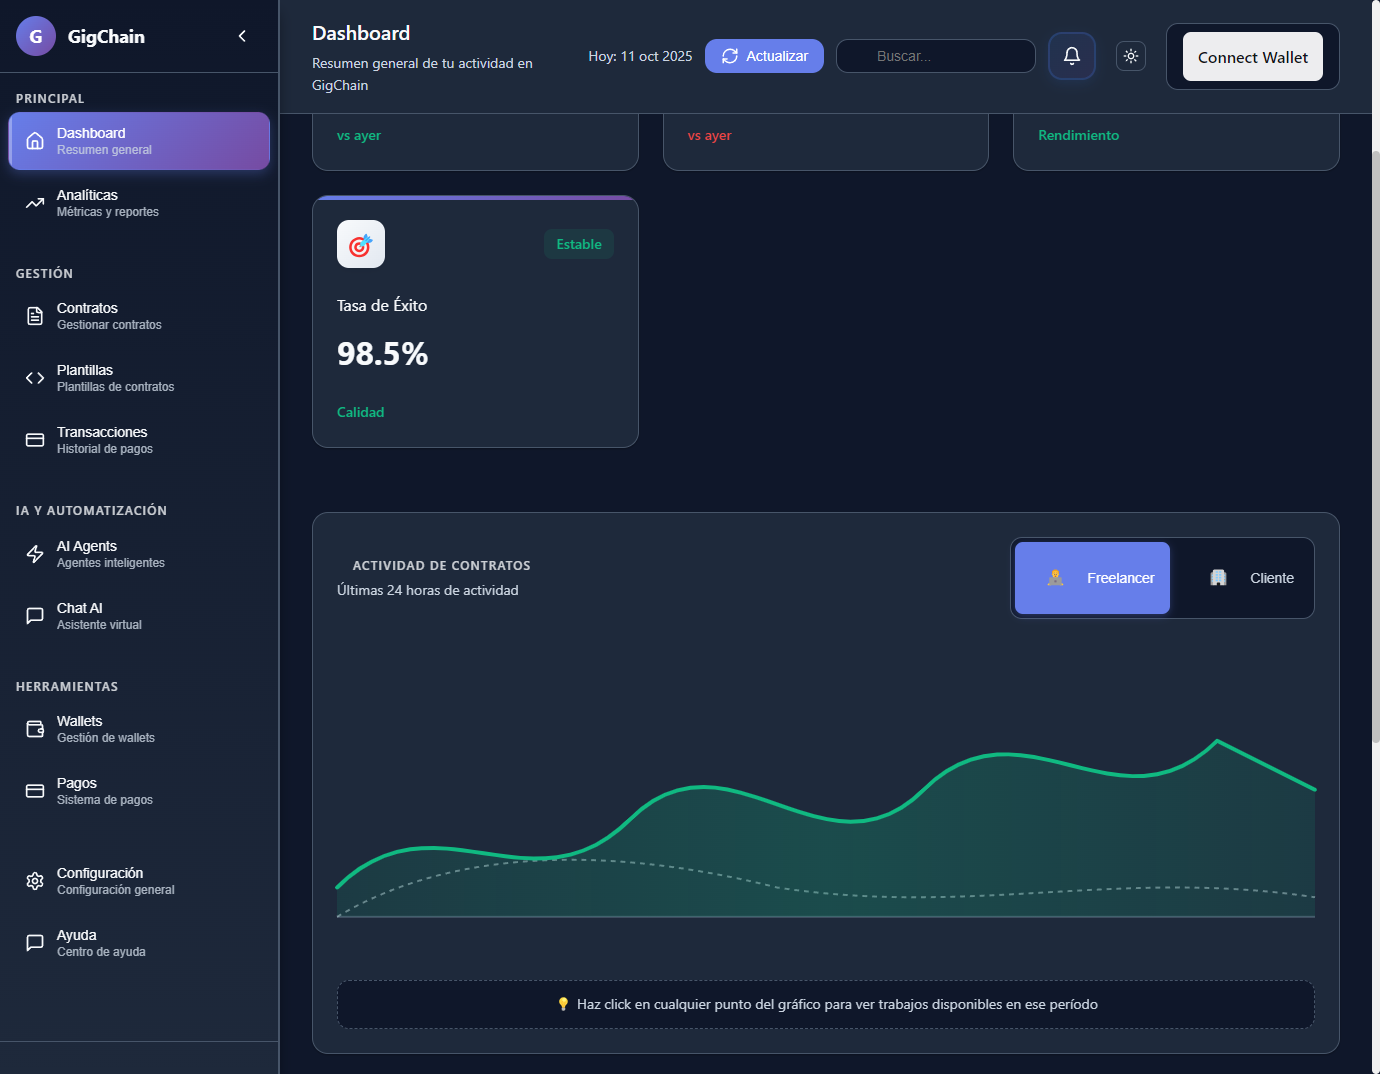 G
GigChain
PRINCIPAL
Dashboard
Resumen general
Analíticas
Métricas y reportes
GESTIÓN
Contratos
Gestionar contratos
Plantillas
Plantillas de contratos
Transacciones
Historial de pagos
IA Y AUTOMATIZACIÓN
AI Agents
Agentes inteligentes
Chat AI
Asistente virtual
HERRAMIENTAS
Wallets
Gestión de wallets
Pagos
Sistema de pagos
Configuración
Configuración general
Ayuda
Centro de ayuda
Dashboard
Resumen general de tu actividad en
GigChain
Hoy: 11 oct 2025
Actualizar
Buscar...
Connect Wallet
vs ayer
vs ayer
Rendimiento
Estable
Tasa de Éxito
98.5%
Calidad
ACTIVIDAD DE CONTRATOS
Últimas 24 horas de actividad
Freelancer
Cliente
Haz click en cualquier punto del gráfico para ver trabajos disponibles en ese período